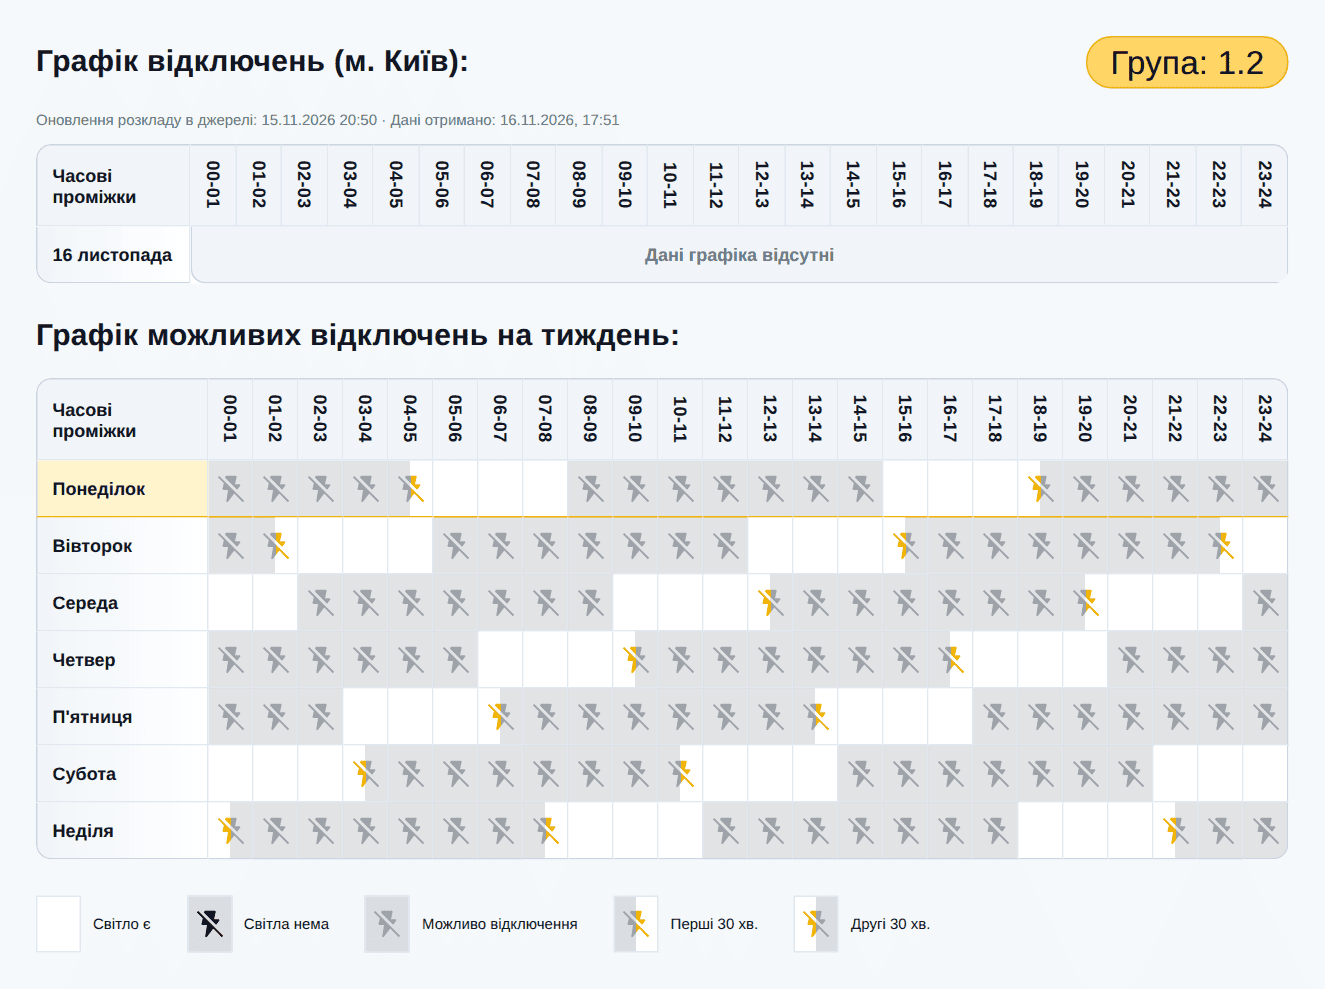 Графік відключень (м. Київ):
Група: 1.2
Оновлення розкладу в джерелі: 15.11.2026 20:50 · Дані отримано: 16.11.2026, 17:51
Часові проміжки 00-01 01-02 02-03 03-04 04-05 05-06 06-07 07-08 08-09 09-10 10-11 11-12 12-13 13-14 14-15 15-16 16-17 17-18 18-19 19-20 20-21 21-22 22-23 23-24
16 листопада Дані графіка відсутні
Графік можливих відключень на тиждень:
Часові проміжки 00-01 01-02 02-03 03-04 04-05 05-06 06-07 07-08 08-09 09-10 10-11 11-12 12-13 13-14 14-15 15-16 16-17 17-18 18-19 19-20 20-21 21-22 22-23 23-24
Понеділок
Вівторок
Середа
Четвер
П'ятниця
Субота
Неділя
Світло є Світла нема Можливо відключення Перші 30 хв. Другі 30 хв.